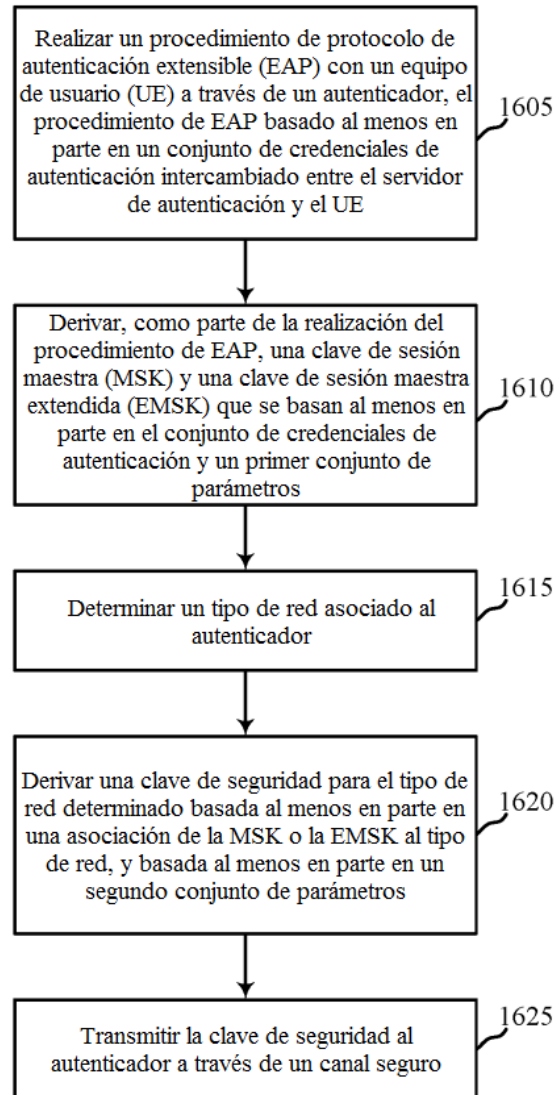 Realizar un procedimiento de protocolo de
autenticación extensible (EAP) con un equipo
de usuario (UE) a través de un autenticador, el
procedimiento de EAP basado al menos en
parte en un conjunto de credenciales de
autenticación intercambiado entre el servidor
de autenticación y el UE
1605
Derivar, como parte de la realización del
procedimiento de EAP, una clave de sesión
maestra (MSK) y una clave de sesión maestra
extendida (EMSK) que se basan al menos en
parte en el conjunto de credenciales de
autenticación y un primer conjunto de
parámetros
1610
Determinar un tipo de red asociado al
autenticador
1615
Derivar una clave de seguridad para el tipo de
red determinado basada al menos en parte en
una asociación de la MSK o la EMSK al tipo
de red, y basada al menos en parte en un
segundo conjunto de parámetros
1620
Transmitir la clave de seguridad al
autenticador a través de un canal seguro
1625